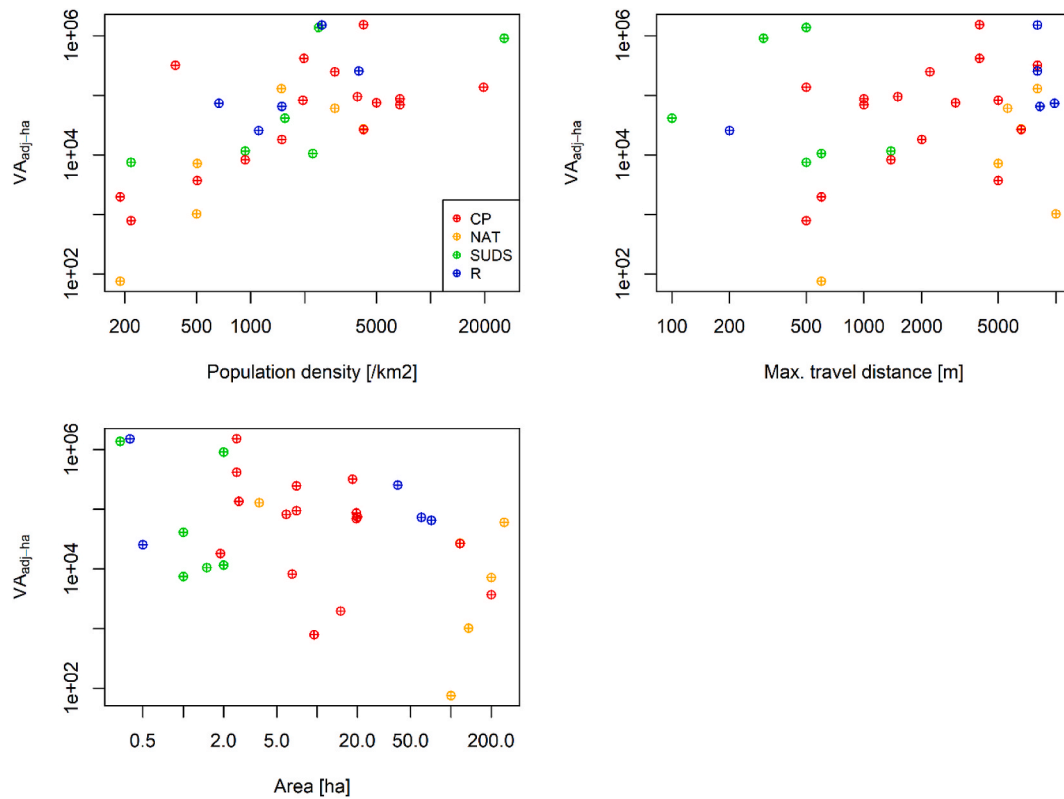 VAadj–ha
1e+06
1e+04
1e+02
CP
NAT
SUDS
R
200
500
1000
5000
20000
Population density [/km2]
VAadj–ha
1e+06
1e+04
1e+02
100
200
500
1000
2000
5000
Max. travel distance [m]
VAadj–ha
1e+06
1e+04
1e+02
0.5
2.0
5.0
20.0
50.0
200.0
Area [ha]